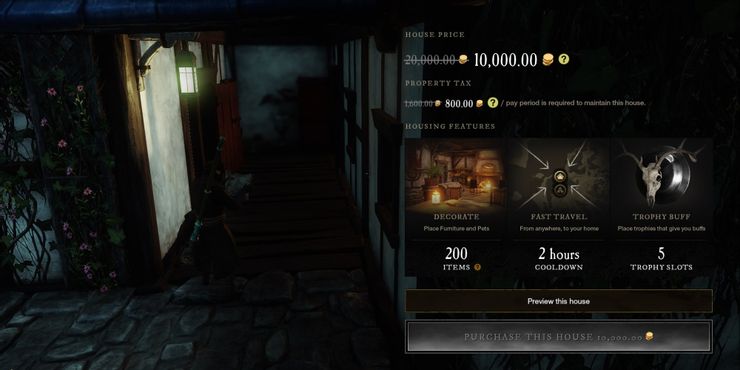 HOUSE PRICE
20,000.00 10,000.00 ?
PROPERTY TAX
1,600.00 800.00 ? / pay period is required to maintain this house.
HOUSING FEATURES
DECORATE
Place Furniture and Pets
200
ITEMS ?
FAST TRAVEL
From anywhere, to your home
2 hours
COOLDOWN
TROPHY BUFF
Place trophies that give you buffs
5
TROPHY SLOTS
Preview this house
PURCHASE THIS HOUSE 10,000.00